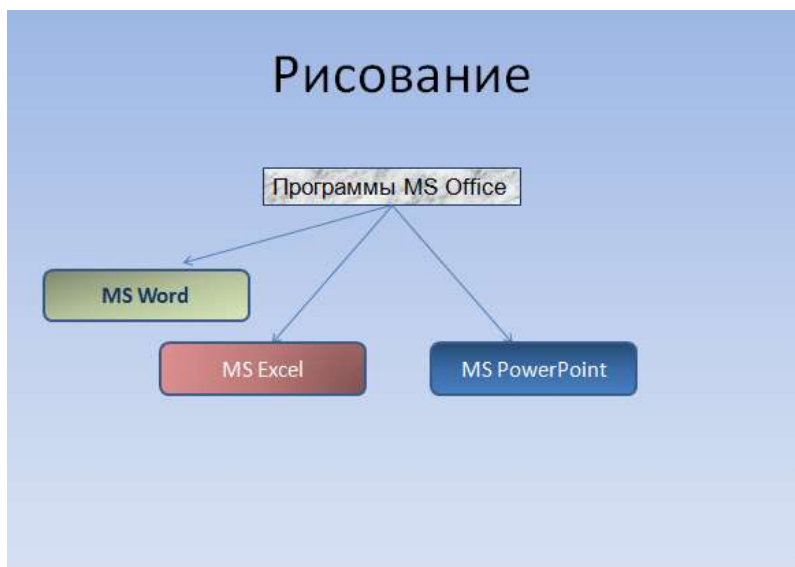 Рисование
Программы MS Office
MS Word
MS Excel
MS PowerPoint